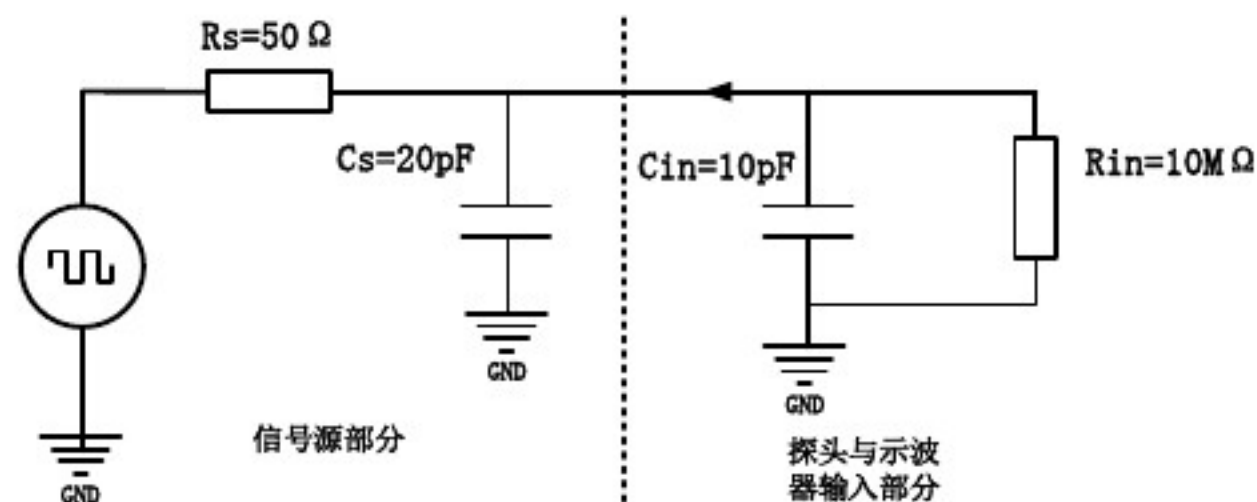 Rs=50Ω
Cs=20pF
Cin=10pF
Rin=10MΩ
GND
GND
GND
信号源部分
探头与示波
器输入部分